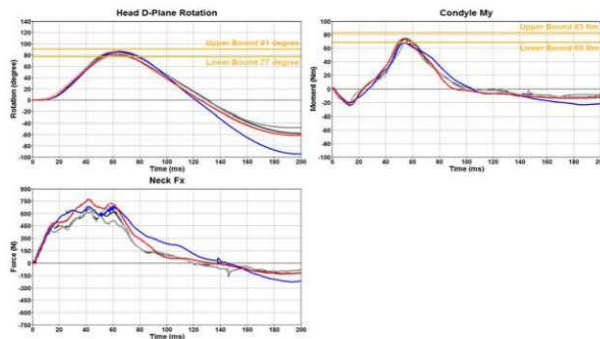 Head D-Plane Rotation
Upper Bound 91 degree
Lower Bound 77 degree
Rotation (degree)
140
120
100
80
60
40
20
0
-20
-40
-60
-80
-100
0 20 40 60 80 100 120 140 160 180 200
Time (ms)
Condyle My
Upper Bound 83 Nm
Lower Bound 69 Nm
Moment (Nm)
100
80
60
40
20
0
-20
-40
-60
-80
-100
0 20 40 60 80 100 120 140 160 180 200
Time (ms)
Neck Fx
Force (N)
900
750
600
450
300
150
0
-150
-300
-450
-600
-750
0 20 40 60 80 100 120 140 160 180 200
Time (ms)